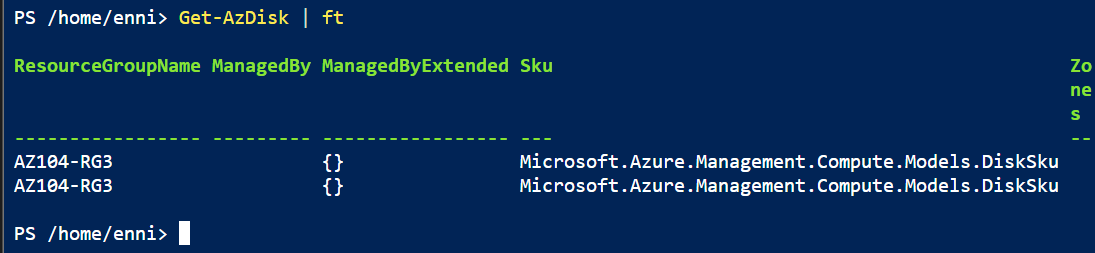 PS /home/enni> Get-AzDisk | ft
ResourceGroupName ManagedBy ManagedByExtended Sku Zo
ne
s
----------------- --------- ----------------- --- --
AZ104-RG3 {} Microsoft.Azure.Management.Compute.Models.DiskSku
AZ104-RG3 {} Microsoft.Azure.Management.Compute.Models.DiskSku
PS /home/enni>